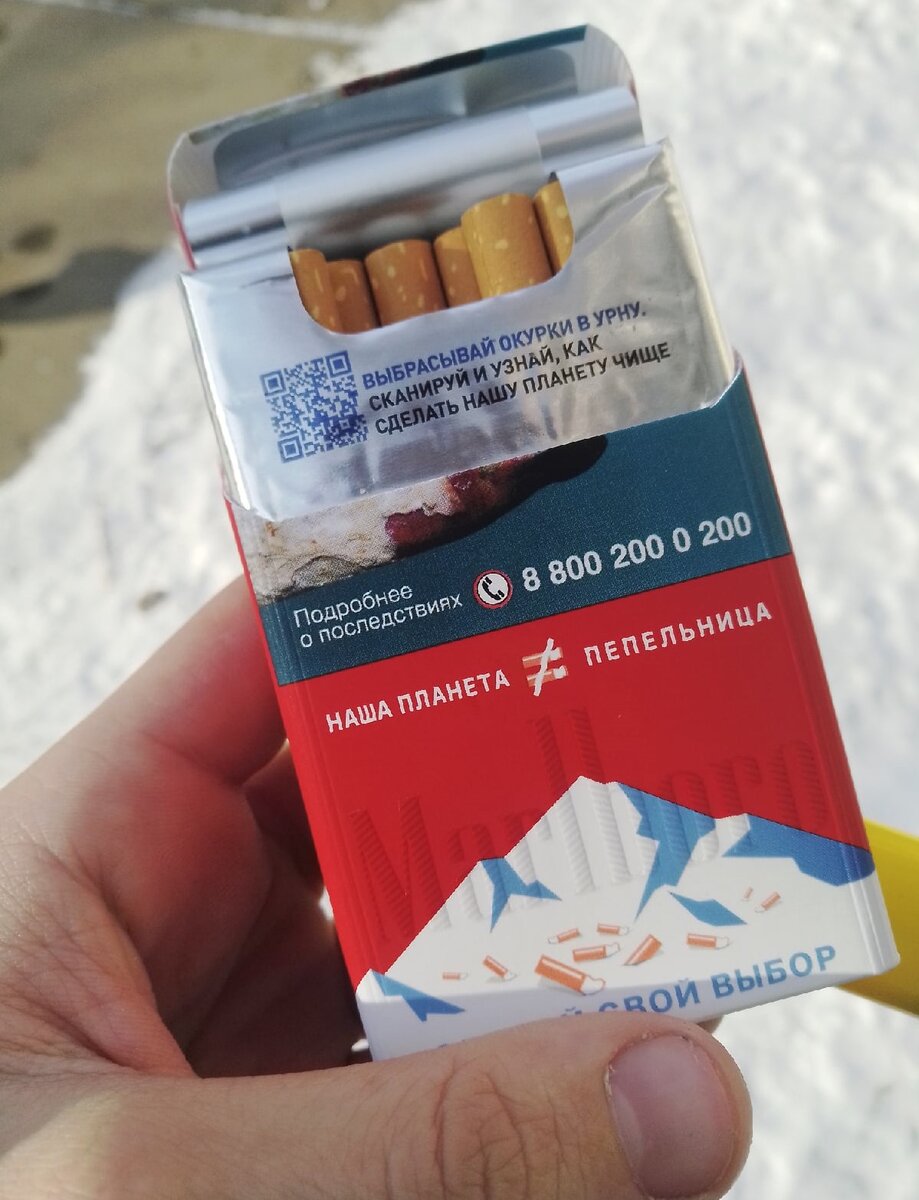 ВЫБРАСЫВАЙ ОКУРКИ В УРНУ.
СКАНИРУЙ И УЗНАЙ, КАК
СДЕЛАТЬ НАШУ ПЛАНЕТУ ЧИЩЕ
Подробнее
о последствиях
8 800 200 0 200
НАША ПЛАНЕТА ≠ ПЕПЕЛЬНИЦА
Marlboro
СВОЙ ВЫБОР